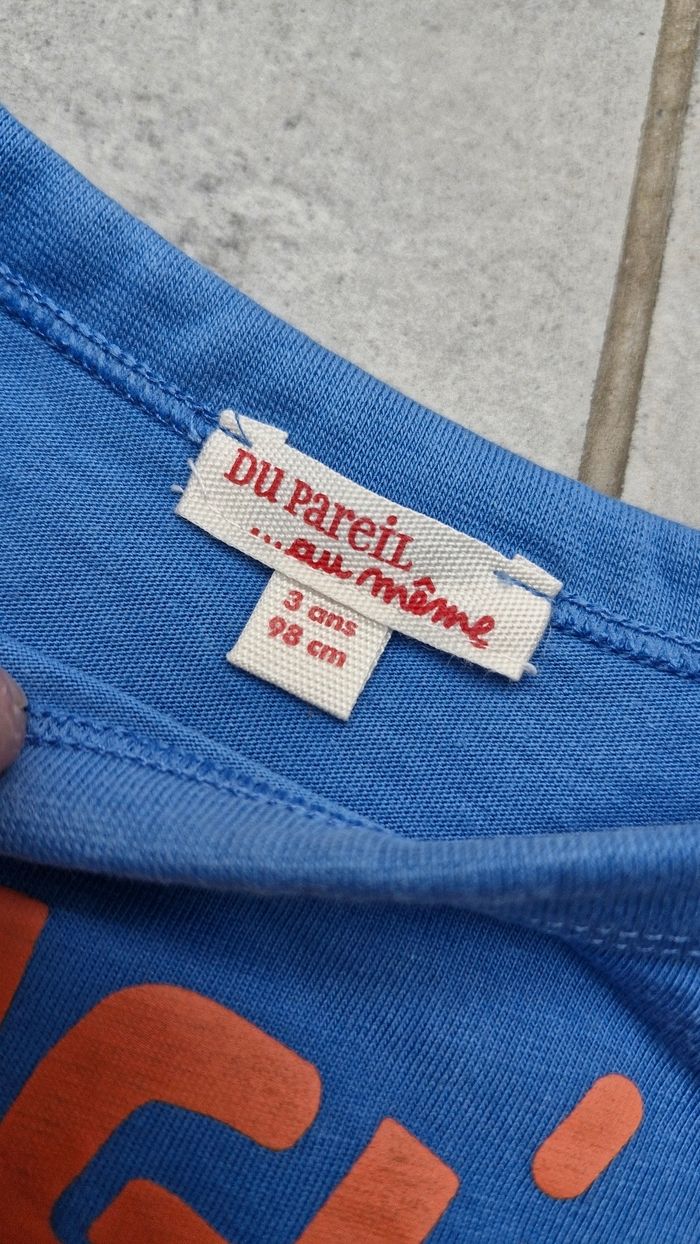 DU PAREIL
...au même
3 ans
98 cm